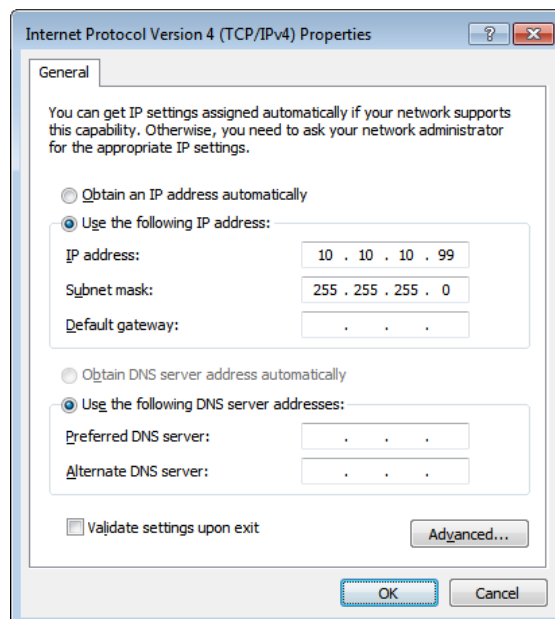 Internet Protocol Version 4 (TCP/IPv4) Properties
General
You can get IP settings assigned automatically if your network supports
this capability. Otherwise, you need to ask your network administrator
for the appropriate IP settings.
Obtain an IP address automatically
Use the following IP address:
IP address: 10 . 10 . 10 . 99
Subnet mask: 255 . 255 . 255 . 0
Default gateway: . . .
Obtain DNS server address automatically
Use the following DNS server addresses:
Preferred DNS server: . . .
Alternate DNS server: . . .
Validate settings upon exit
Advanced...
OK Cancel